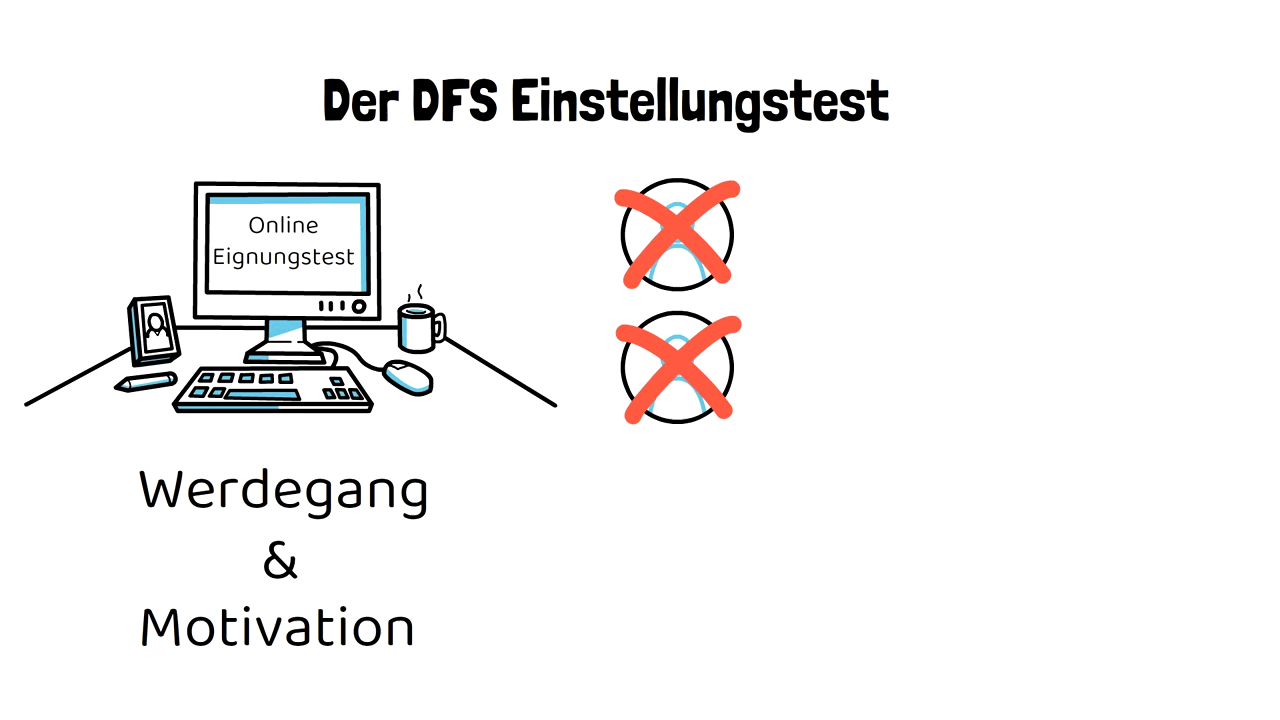 Der DFS Einstellungstest
Online
Eignungstest
Werdegang
&
Motivation